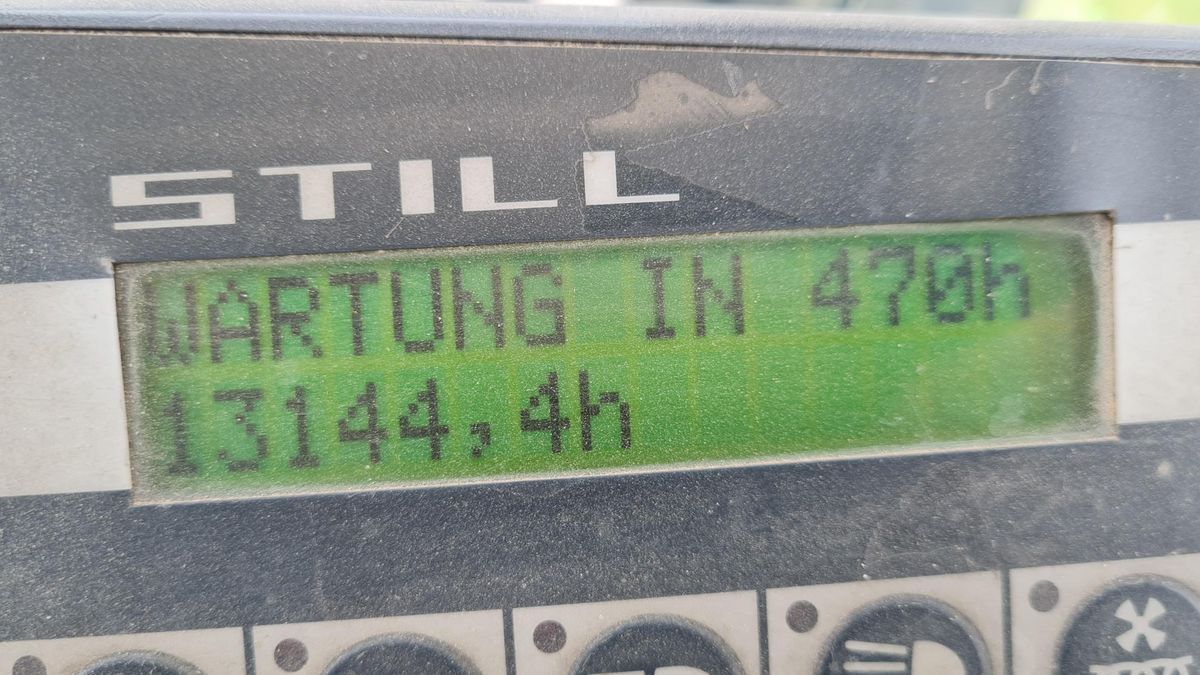 STILL
WARTUNG IN 470h
13144,4h